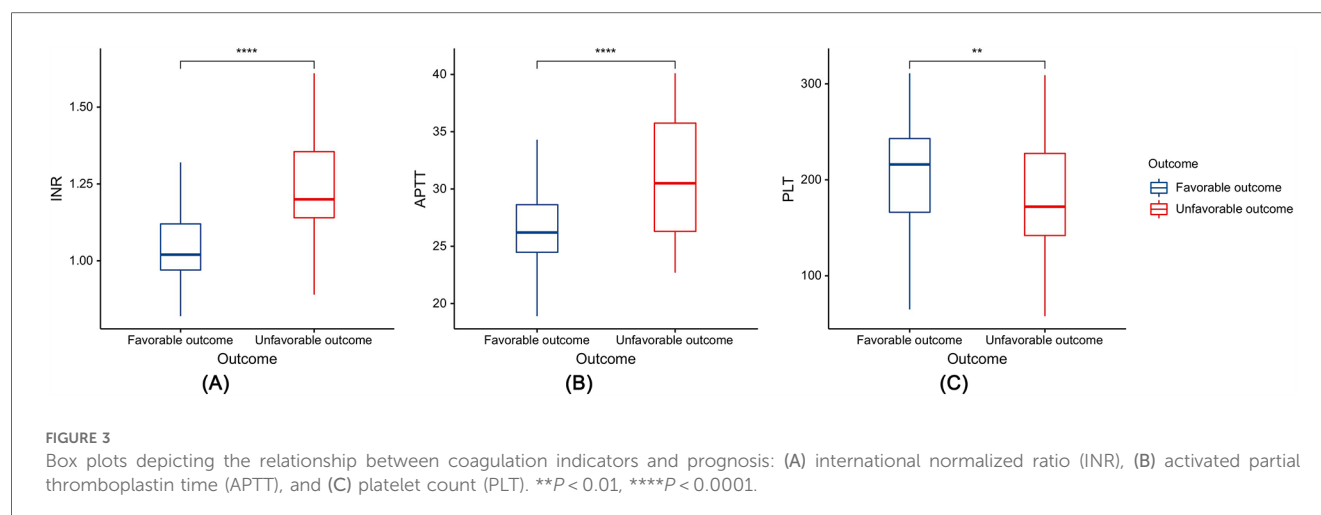 ****
1.50
1.25
1.00
INR
Favorable outcome Unfavorable outcome
Outcome
(A)
****
40
35
30
25
20
APTT
Favorable outcome Unfavorable outcome
Outcome
(B)
**
300
200
100
PLT
Favorable outcome Unfavorable outcome
Outcome
(C)
Outcome
Favorable outcome
Unfavorable outcome
FIGURE 3
Box plots depicting the relationship between coagulation indicators and prognosis: (A) international normalized ratio (INR), (B) activated partial
thromboplastin time (APTT), and (C) platelet count (PLT). **P < 0.01, ****P < 0.0001.